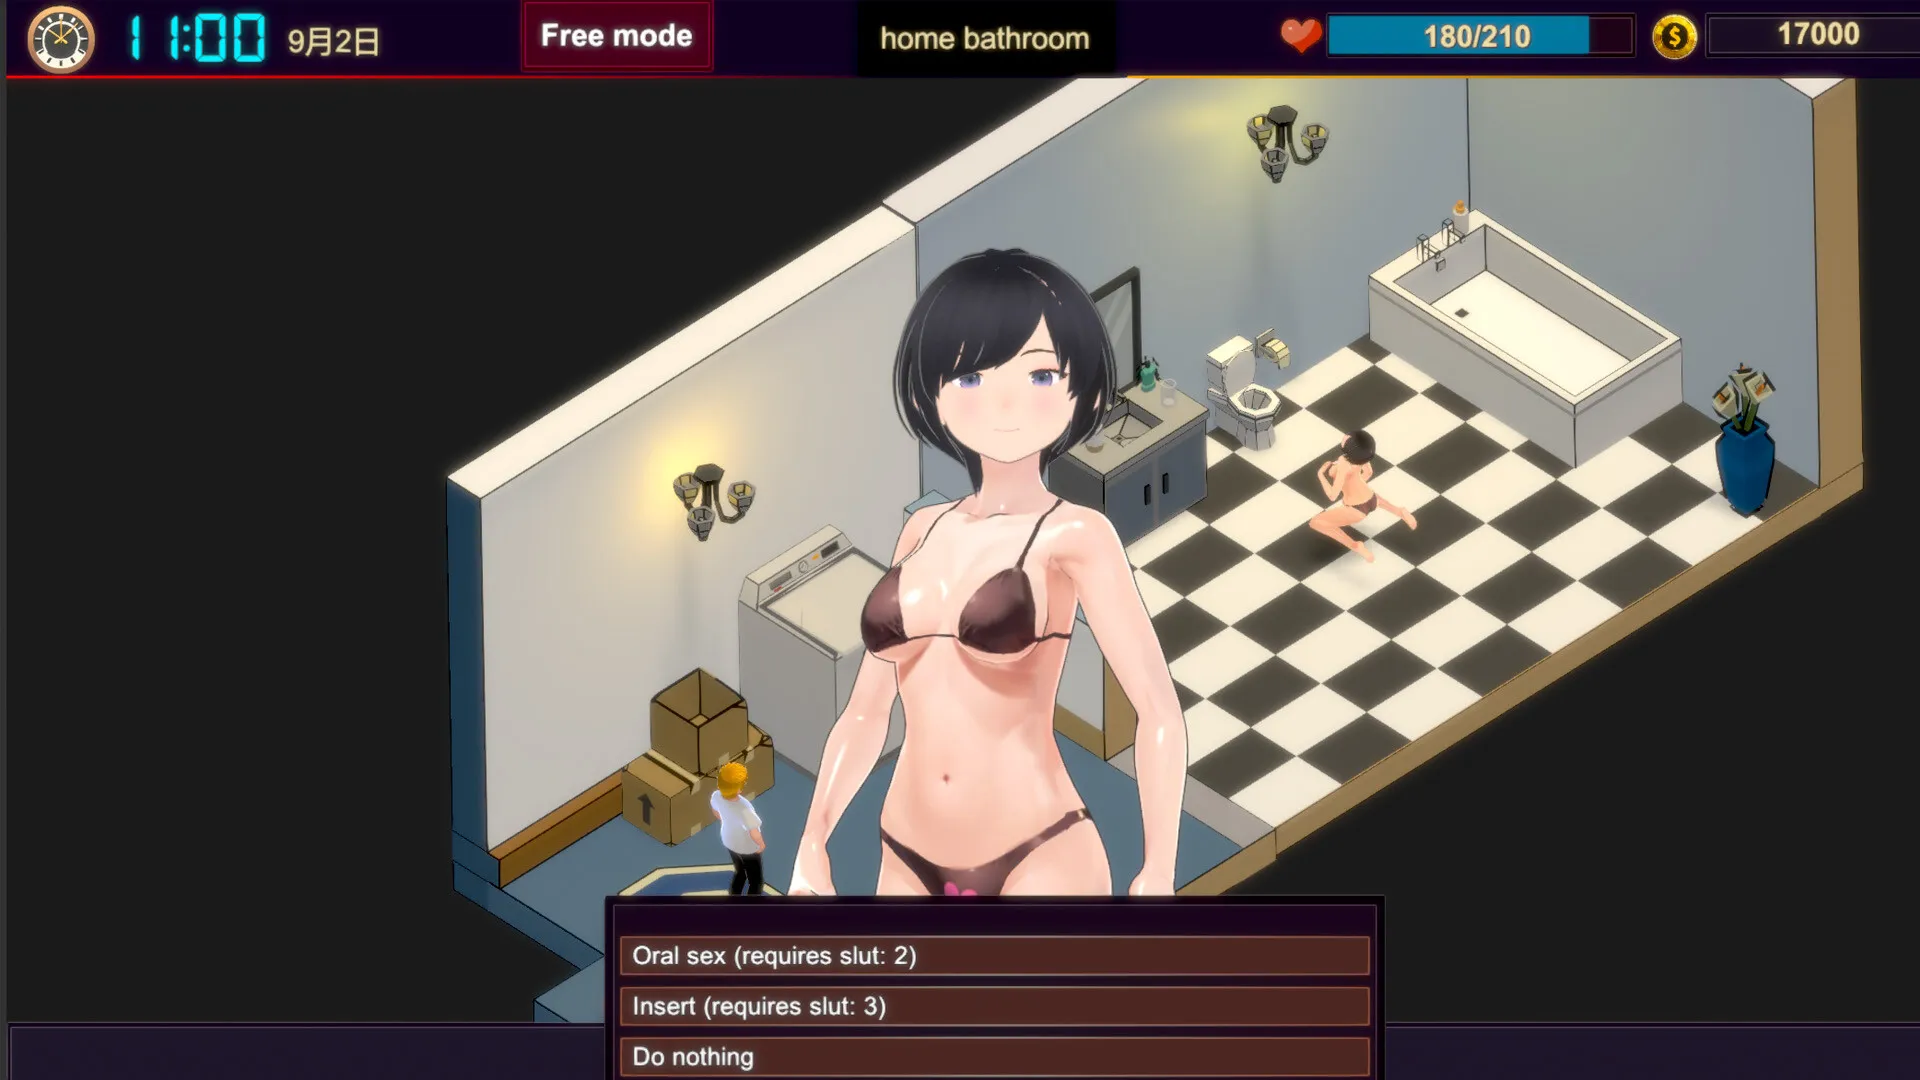 11:00
9月2日
Free mode
home bathroom
180/210
17000
Oral sex (requires slut: 2)
Insert (requires slut: 3)
Do nothing